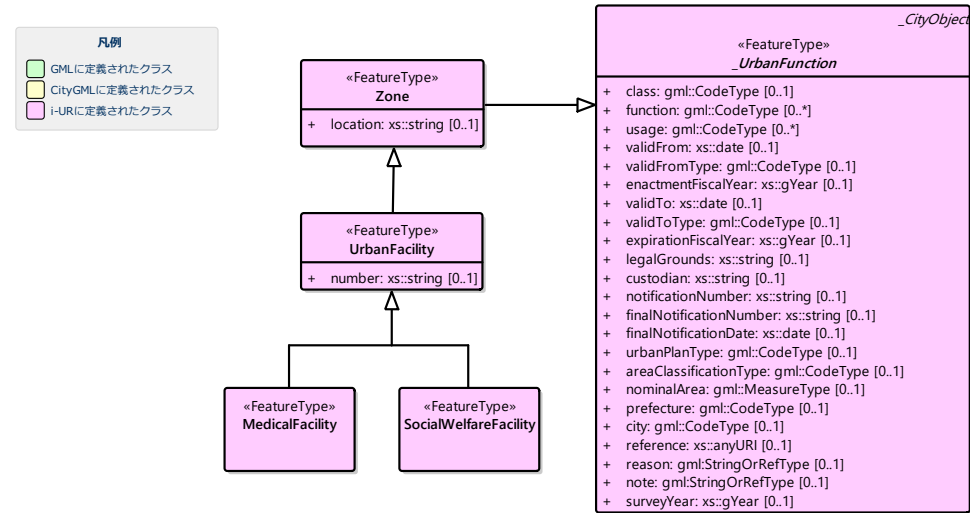 凡例
GMLに定義されたクラス
CityGMLに定義されたクラス
i-URに定義されたクラス
«FeatureType»
Zone
+ location: xs::string [0..1]
«FeatureType»
UrbanFacility
+ number: xs::string [0..1]
«FeatureType»
MedicalFacility
«FeatureType»
SocialWelfareFacility
_CityObject
«FeatureType»
_UrbanFunction
+ class: gml::CodeType [0..1]
+ function: gml::CodeType [0..*]
+ usage: gml::CodeType [0..*]
+ validFrom: xs::date [0..1]
+ validFromType: gml::CodeType [0..1]
+ enactmentFiscalYear: xs::gYear [0..1]
+ validTo: xs::date [0..1]
+ validToType: gml::CodeType [0..1]
+ expirationFiscalYear: xs::gYear [0..1]
+ legalGrounds: xs::string [0..1]
+ custodian: xs::string [0..1]
+ notificationNumber: xs::string [0..1]
+ finalNotificationNumber: xs::string [0..1]
+ finalNotificationDate: xs::date [0..1]
+ urbanPlanType: gml::CodeType [0..1]
+ areaClassificationType: gml::CodeType [0..1]
+ nominalArea: gml::MeasureType [0..1]
+ prefecture: gml::CodeType [0..1]
+ city: gml::CodeType [0..1]
+ reference: xs::anyURI [0..1]
+ reason: gml:StringOrRefType [0..1]
+ note: gml:StringOrRefType [0..1]
+ surveyYear: xs::gYear [0..1]